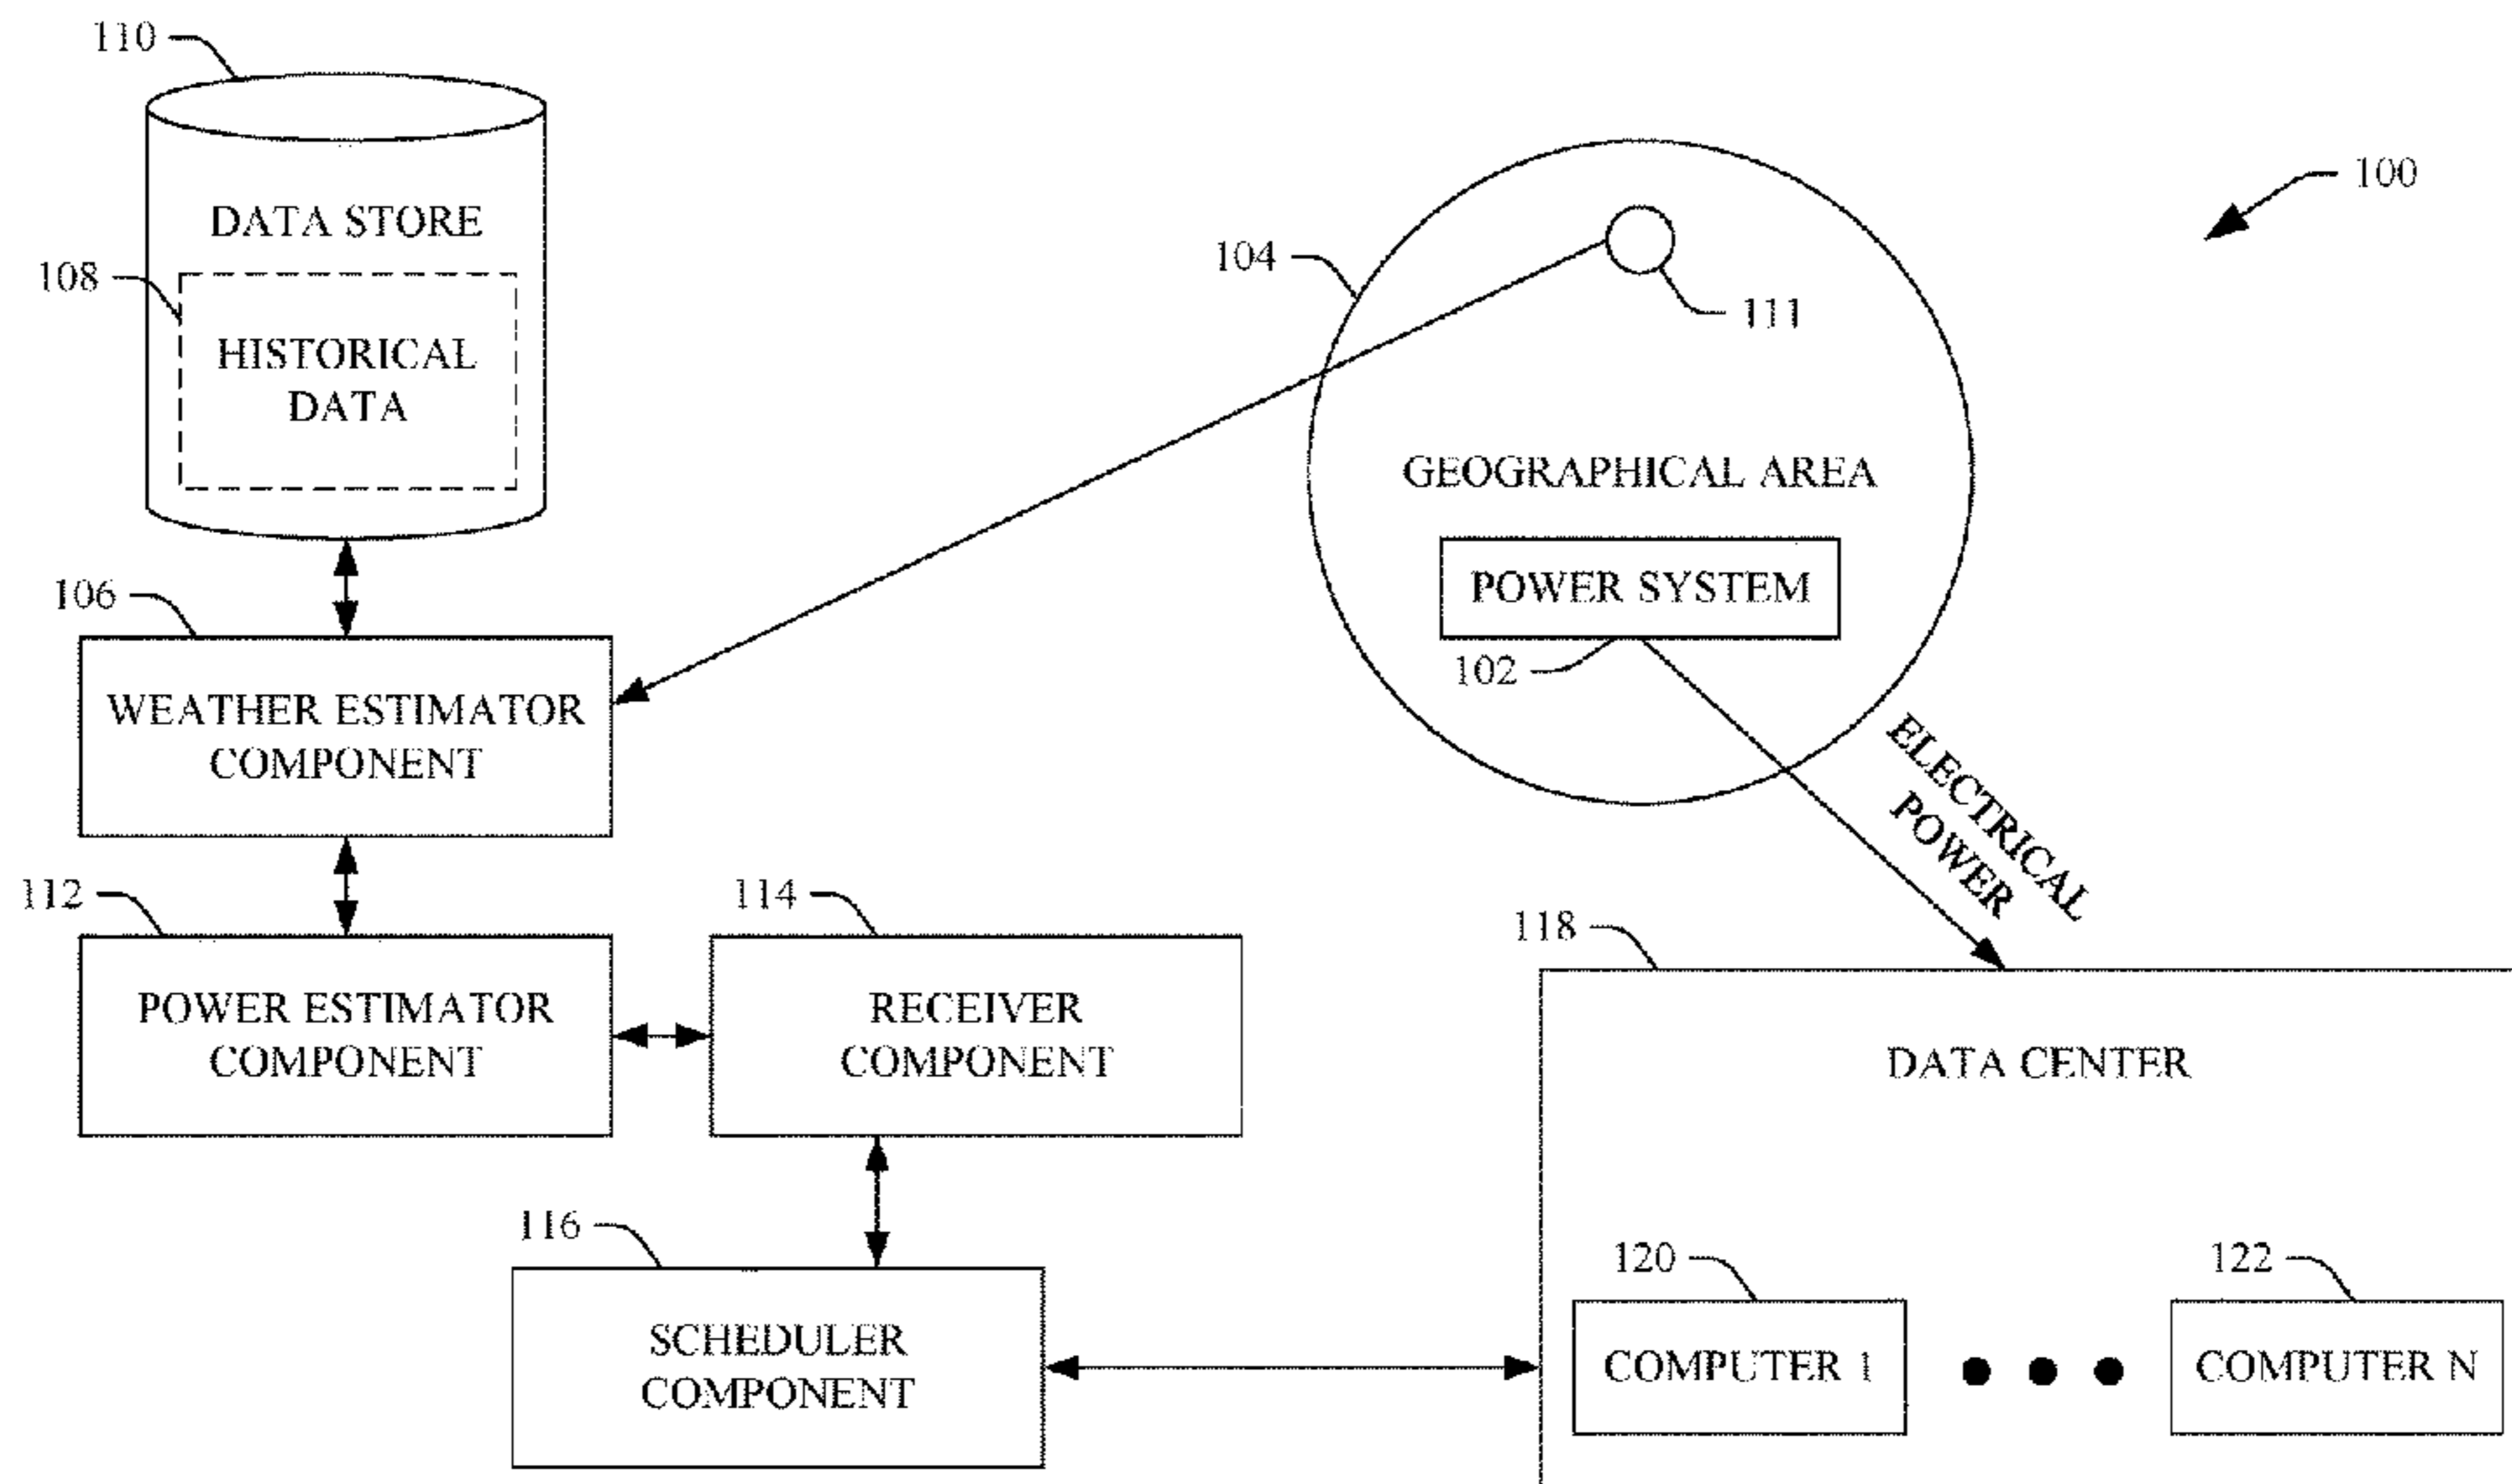 110
DATA STORE
108
HISTORICAL
DATA
104
111
100
GEOGRAPHICAL AREA
POWER SYSTEM
102
ELECTRICAL
POWER
106
WEATHER ESTIMATOR
COMPONENT
112
POWER ESTIMATOR
COMPONENT
114
RECEIVER
COMPONENT
116
SCHEDULER
COMPONENT
118
DATA CENTER
120
COMPUTER 1
122
COMPUTER N